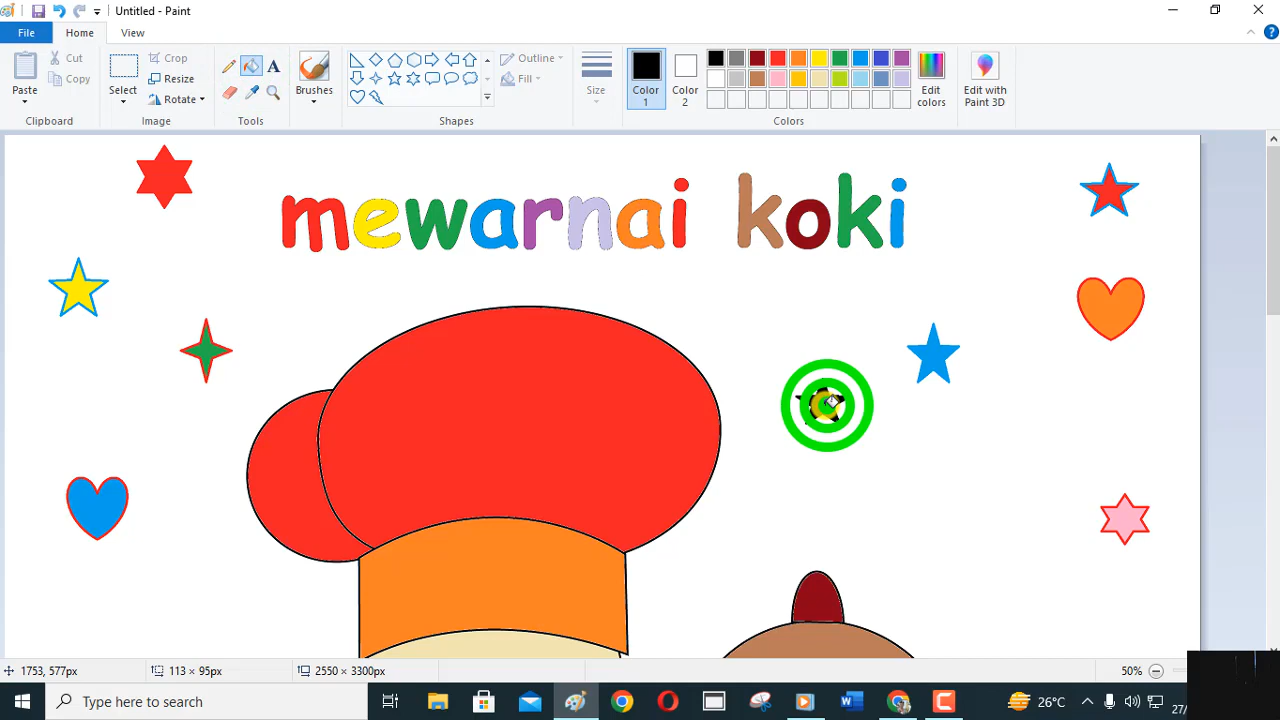 Untitled - Paint
File
Home
View
Paste
Cut
Copy
Clipboard
Select
Crop
Resize
Rotate
Image
A
Tools
Brushes
Outline
Fill
Shapes
Size
Color 1
Color 2
Edit colors
Edit with Paint 3D
Colors
mewarnai koki
1753, 577px
113 × 95px
2550 × 3300px
50%
Type here to search
26°C
27/